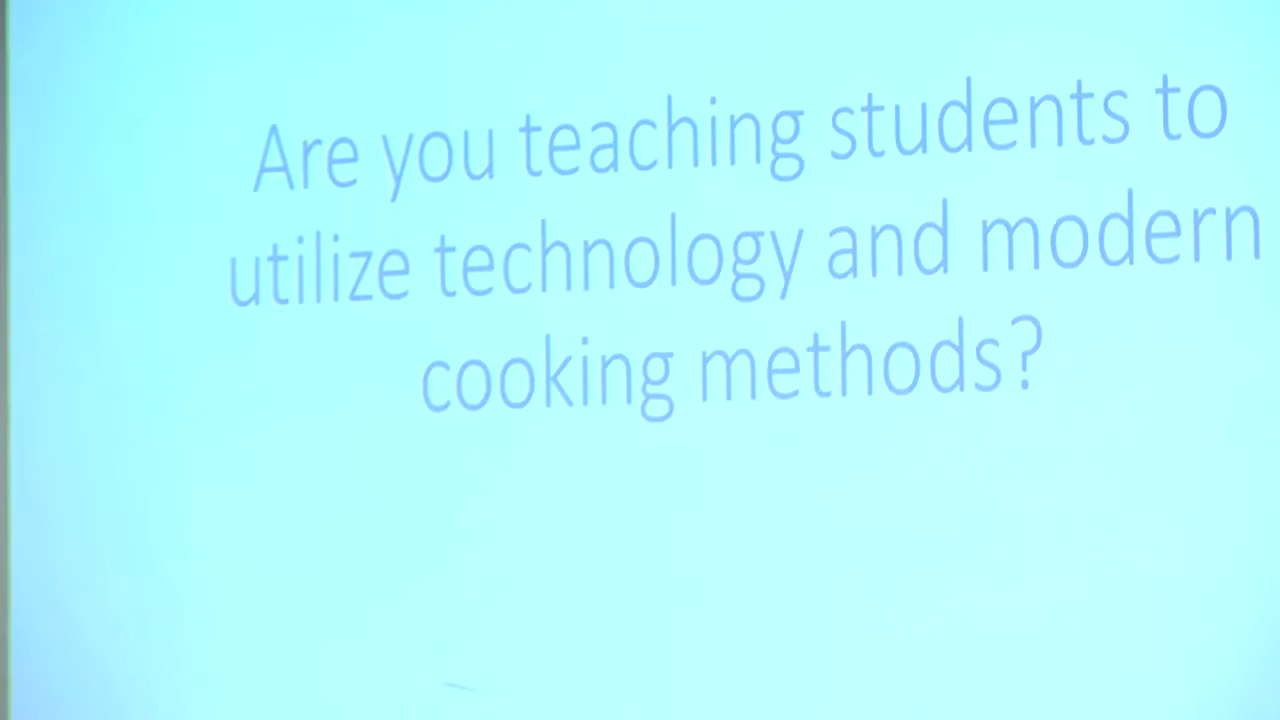 Are you teaching students to
utilize technology and modern
cooking methods?